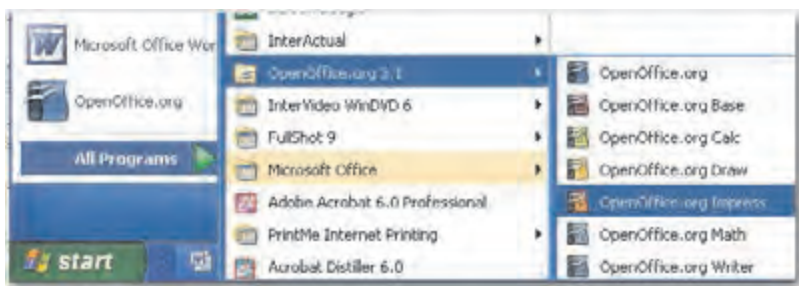 Microsoft Office Wor
OpenOffice.org
All Programs
start
InterActual
OpenOffice.org 3.1
InterVideo WinDVD 6
FullShot 9
Microsoft Office
Adobe Acrobat 6.0 Professional
PrintMe Internet Printing
Acrobat Distiller 6.0
OpenOffice.org
OpenOffice.org Base
OpenOffice.org Calc
OpenOffice.org Draw
OpenOffice.org Impress
OpenOffice.org Math
OpenOffice.org Writer